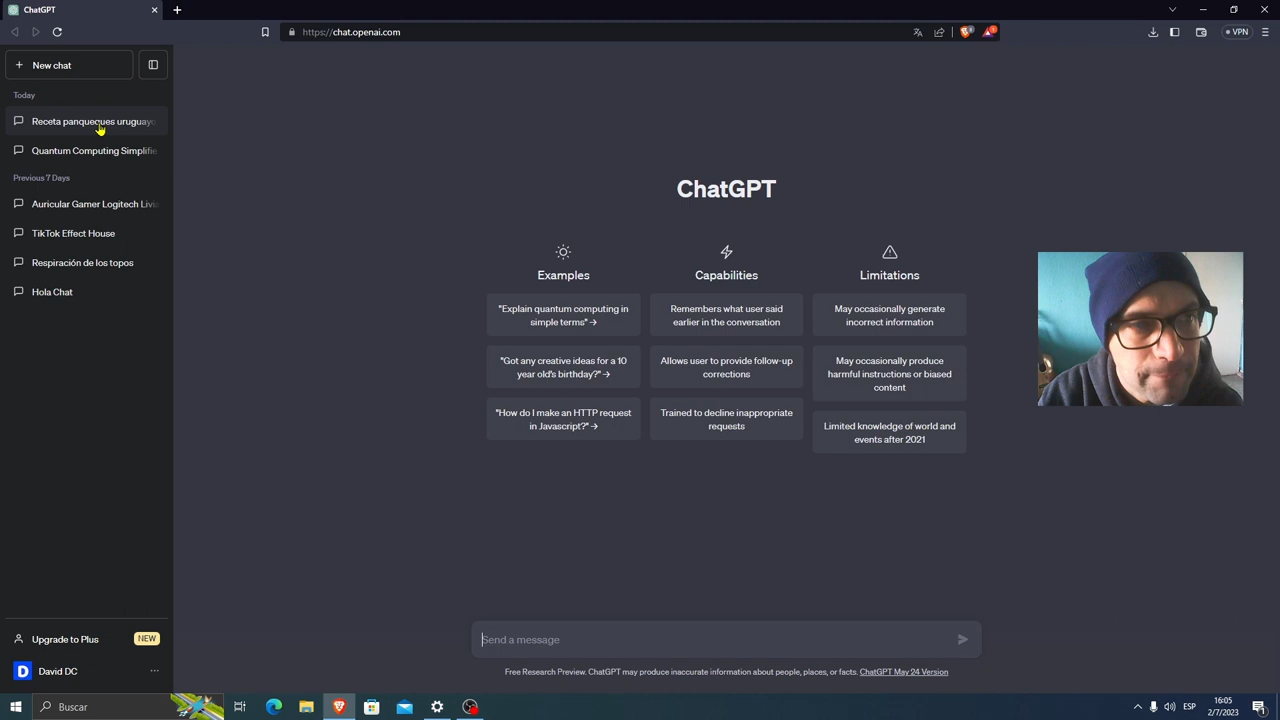 ChatGPT
https://chat.openai.com
VPN
New chat
Today
Receta panqueques uruguayo
Quantum Computing Simplifie
Previous 7 Days
Auricular Gamer Logitech Livia
TikTok Effect House
Respiración de los topos
Hola Chat
ChatGPT
Examples
Capabilities
Limitations
"Explain quantum computing in
simple terms" →
Remembers what user said
earlier in the conversation
May occasionally generate
incorrect information
"Got any creative ideas for a 10
year old's birthday?" →
Allows user to provide follow-up
corrections
May occasionally produce
harmful instructions or biased
content
"How do I make an HTTP request
in Javascript?" →
Trained to decline inappropriate
requests
Limited knowledge of world and
events after 2021
Upgrade to Plus
NEW
Send a message
David DC
Free Research Preview. ChatGPT may produce inaccurate information about people, places, or facts. ChatGPT May 24 Version
Buscar
ESP
16:05
2/7/2023